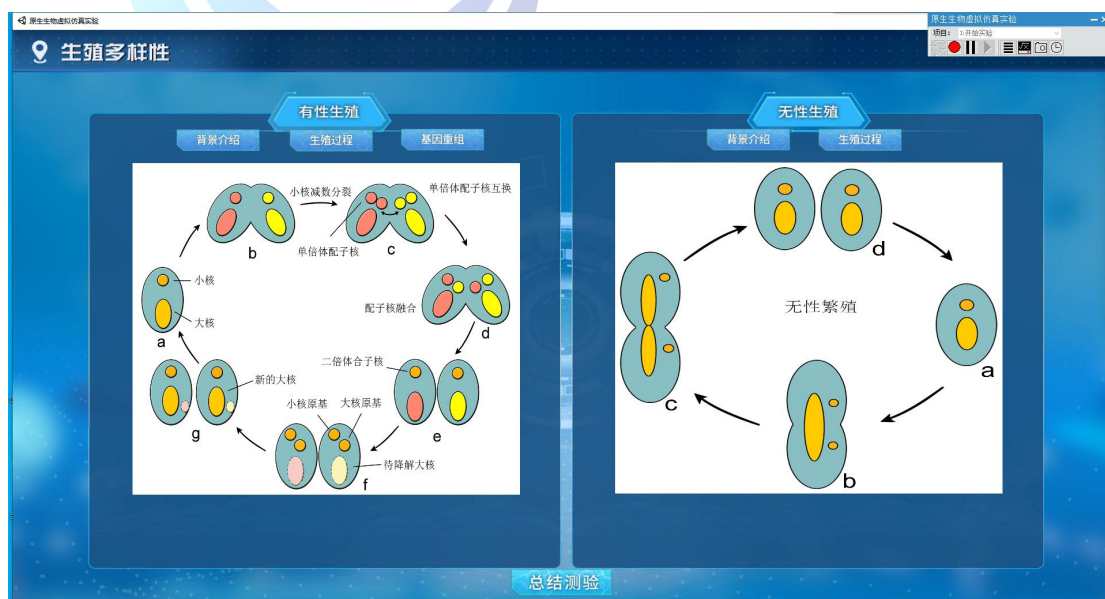 原生生物虚拟仿真实验
原生生物虚拟仿真实验
项目: 1:开始实验
生殖多样性
有性生殖
背景介绍
生殖过程
基因重组
小核减数分裂
单倍体配子核互换
单倍体配子核
b
c
小核
大核
a
配子核融合
d
二倍体合子核
新的大核
小核原基
大核原基
e
g
待降解大核
f
无性生殖
背景介绍
生殖过程
d
无性繁殖
a
c
b
总结测验